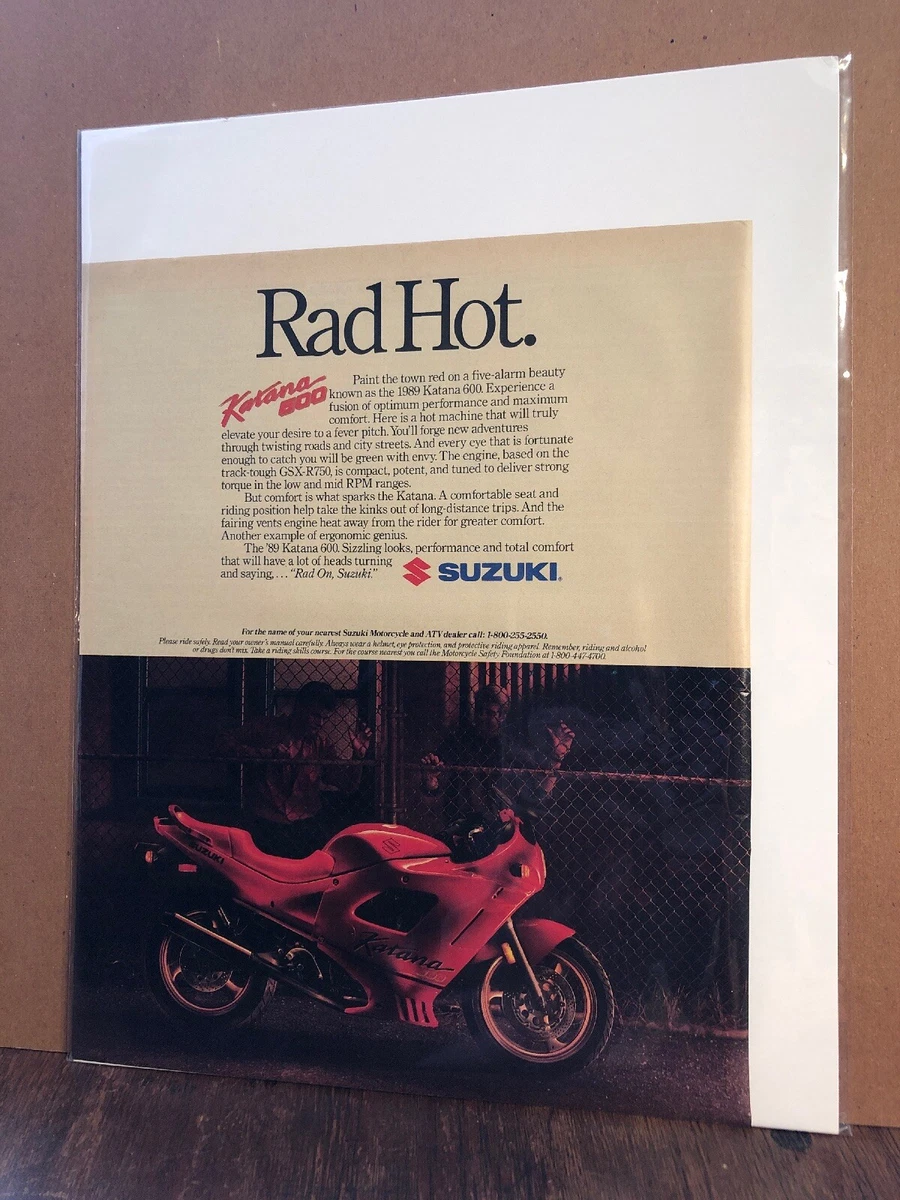 Rad Hot.
Katana 600
Paint the town red on a five-alarm beauty
known as the 1989 Katana 600. Experience a
fusion of optimum performance and maximum
comfort. Here is a hot machine that will truly
elevate your desire to a fever pitch. You'll forge new adventures
through twisting roads and city streets. And every eye that is fortunate
enough to catch you will be green with envy. The engine, based on the
track-tough GSX-R750, is compact, potent, and tuned to deliver strong
torque in the low and mid RPM ranges.
But comfort is what sparks the Katana. A comfortable seat and
riding position help take the kinks out of long-distance trips. And the
fairing vents engine heat away from the rider for greater comfort.
Another example of ergonomic genius.
The '89 Katana 600. Sizzling looks, performance and total comfort
that will have a lot of heads turning
and saying,... "Rad On, Suzuki."
SUZUKI®
For the name of your nearest Suzuki Motorcycle and ATV dealer call: 1-800-255-2550.
Please ride safely. Read your owner's manual carefully. Always wear a helmet, eye protection, and protective riding apparel. Remember, riding and alcohol
or drugs don't mix. Take a riding skills course. For the course nearest you call the Motorcycle Safety Foundation at 1-800-447-4700.
SUZUKI
Katana
600